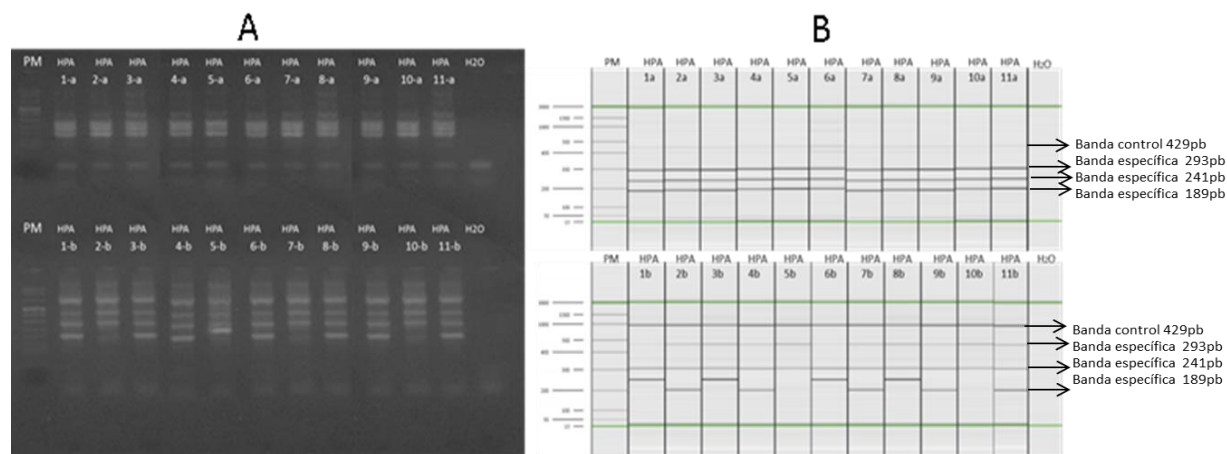 A
B
PM HPA HPA HPA HPA HPA HPA HPA HPA HPA HPA HPA H2O
1-a 2-a 3-a 4-a 5-a 6-a 7-a 8-a 9-a 10-a 11-a
PM HPA HPA HPA HPA HPA HPA HPA HPA HPA HPA HPA H2O
1-b 2-b 3-b 4-b 5-b 6-b 7-b 8-b 9-b 10-b 11-b
PM HPA HPA HPA HPA HPA HPA HPA HPA HPA HPA HPA H₂O
1a 2a 3a 4a 5a 6a 7a 8a 9a 10a 11a
Banda control 429pb
Banda específica 293pb
Banda específica 241pb
Banda específica 189pb
PM HPA HPA HPA HPA HPA HPA HPA HPA HPA HPA HPA H₂O
1b 2b 3b 4b 5b 6b 7b 8b 9b 10b 11b
Banda control 429pb
Banda específica 293pb
Banda específica 241pb
Banda específica 189pb